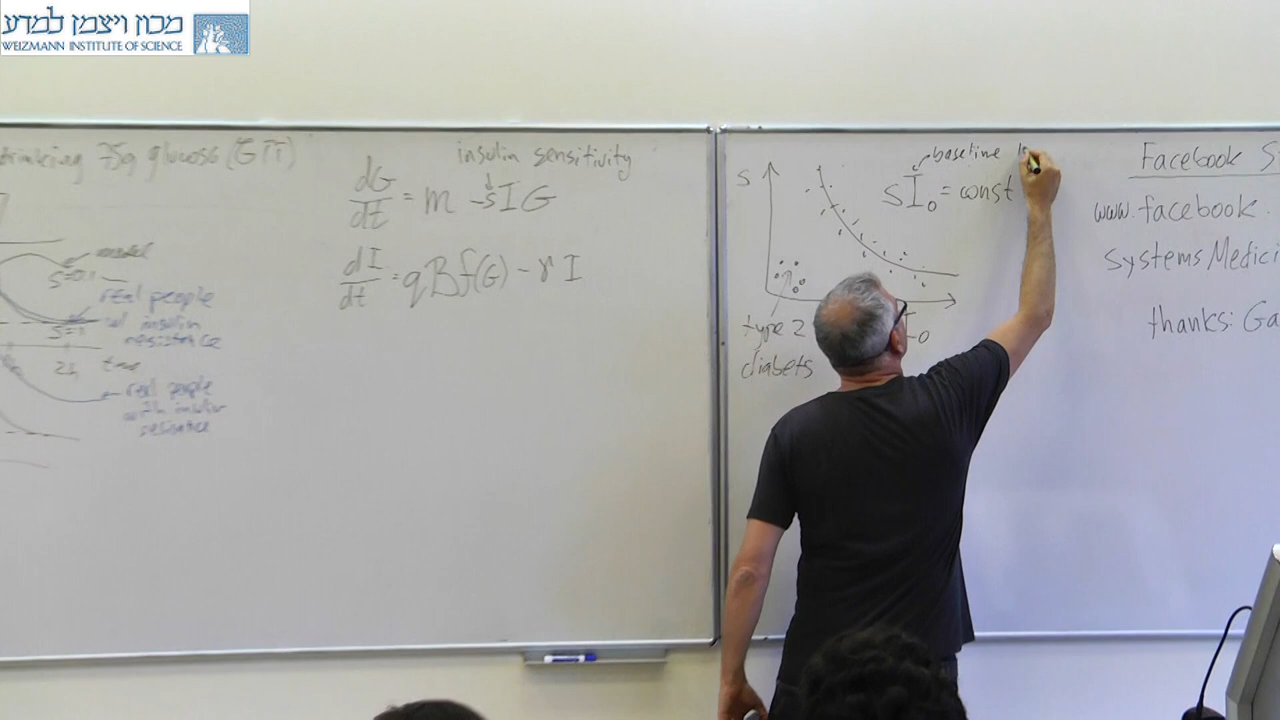 מכון ויצמן למדע
WEIZMANN INSTITUTE OF SCIENCE
drinking 75g glucose (GTT)
model
S=0.1
real people
w/ insulin
resistance
S=1
2h
time
real people
with insulin
resistance
insulin sensitivity
dG/dt = m - sIG
dI/dt = qBf(G) - γI
baseline
S
sI₀ = const
type 2
diabets
Facebook S
www.facebook.
Systems Medici
thanks: Ga